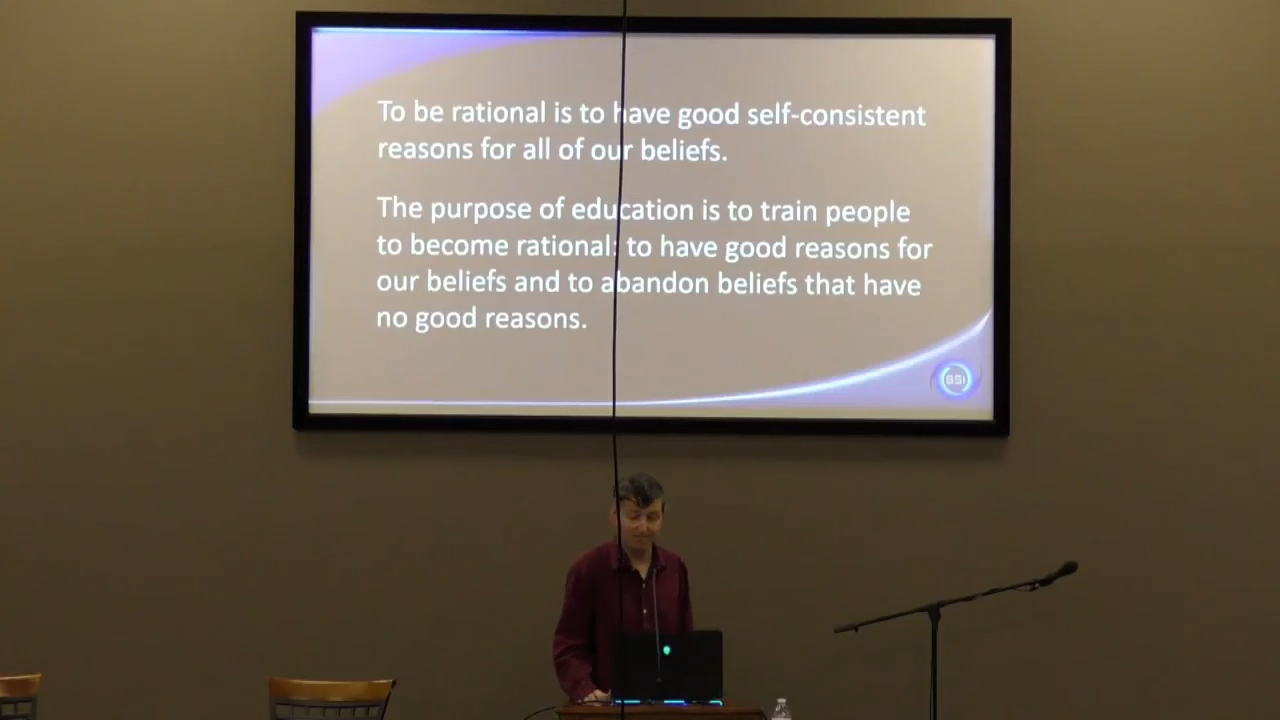 To be rational is to have good self-consistent
reasons for all of our beliefs.
The purpose of education is to train people
to become rational: to have good reasons for
our beliefs and to abandon beliefs that have
no good reasons.
BSI